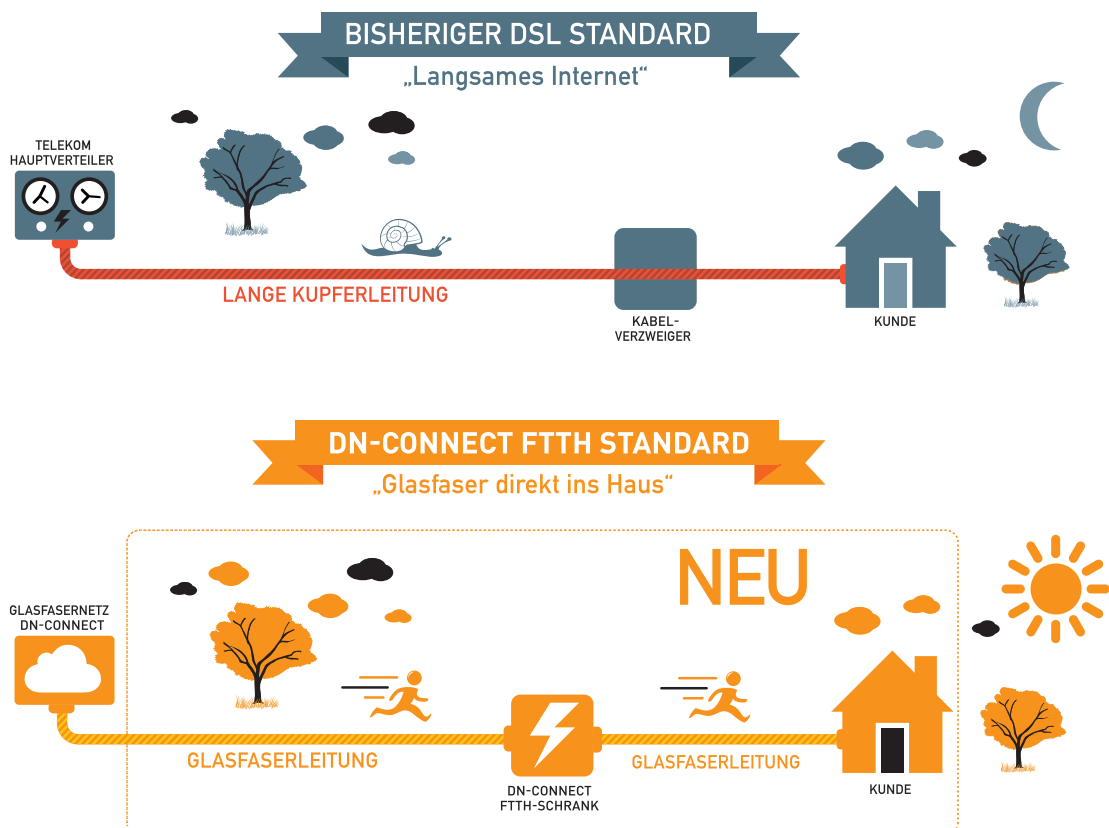 BISHERIGER DSL STANDARD
„Langsames Internet“
TELEKOM
HAUPTVERTEILER
LANGE KUPFERLEITUNG
KABEL-
VERZWEIGER
KUNDE
DN-CONNECT FTTH STANDARD
„Glasfaser direkt ins Haus“
NEU
GLASFASERNETZ
DN-CONNECT
GLASFASERLEITUNG
GLASFASERLEITUNG
DN-CONNECT
FTTH-SCHRANK
KUNDE